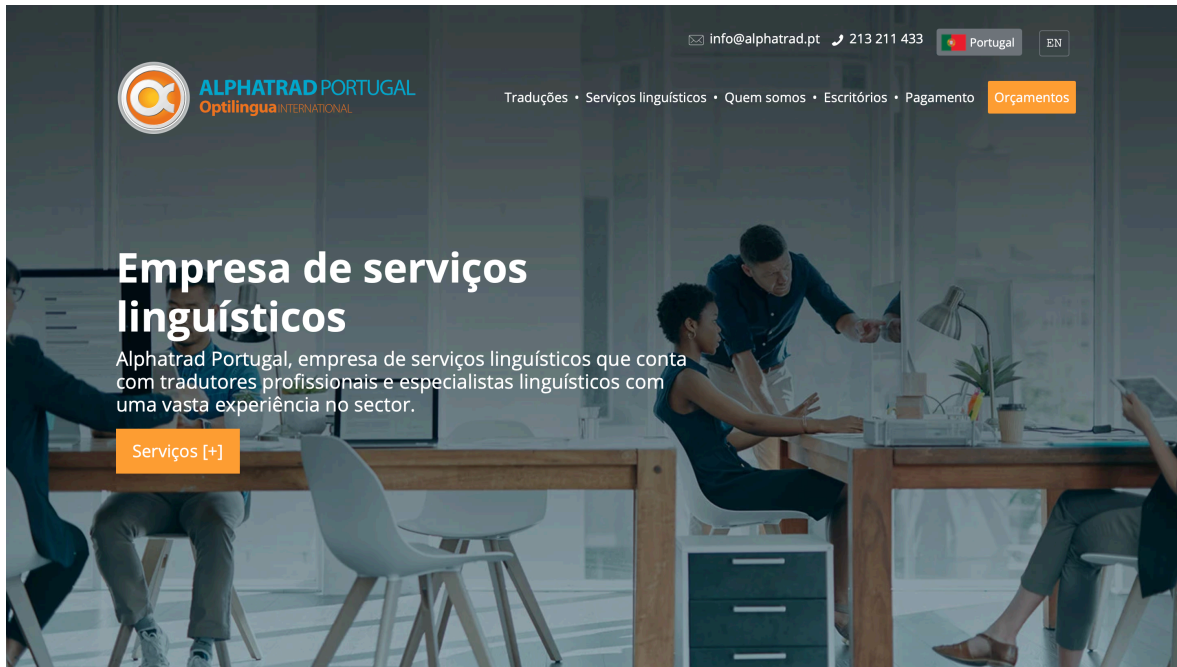 info@alphatrad.pt 213 211 433 Portugal EN
ALPHATRAD PORTUGAL
Optilingua INTERNATIONAL
Traduções • Serviços linguísticos • Quem somos • Escritórios • Pagamento Orçamentos
Empresa de serviços
linguísticos
Alphatrad Portugal, empresa de serviços linguísticos que conta
com tradutores profissionais e especialistas linguísticos com
uma vasta experiência no sector.
Serviços [+]